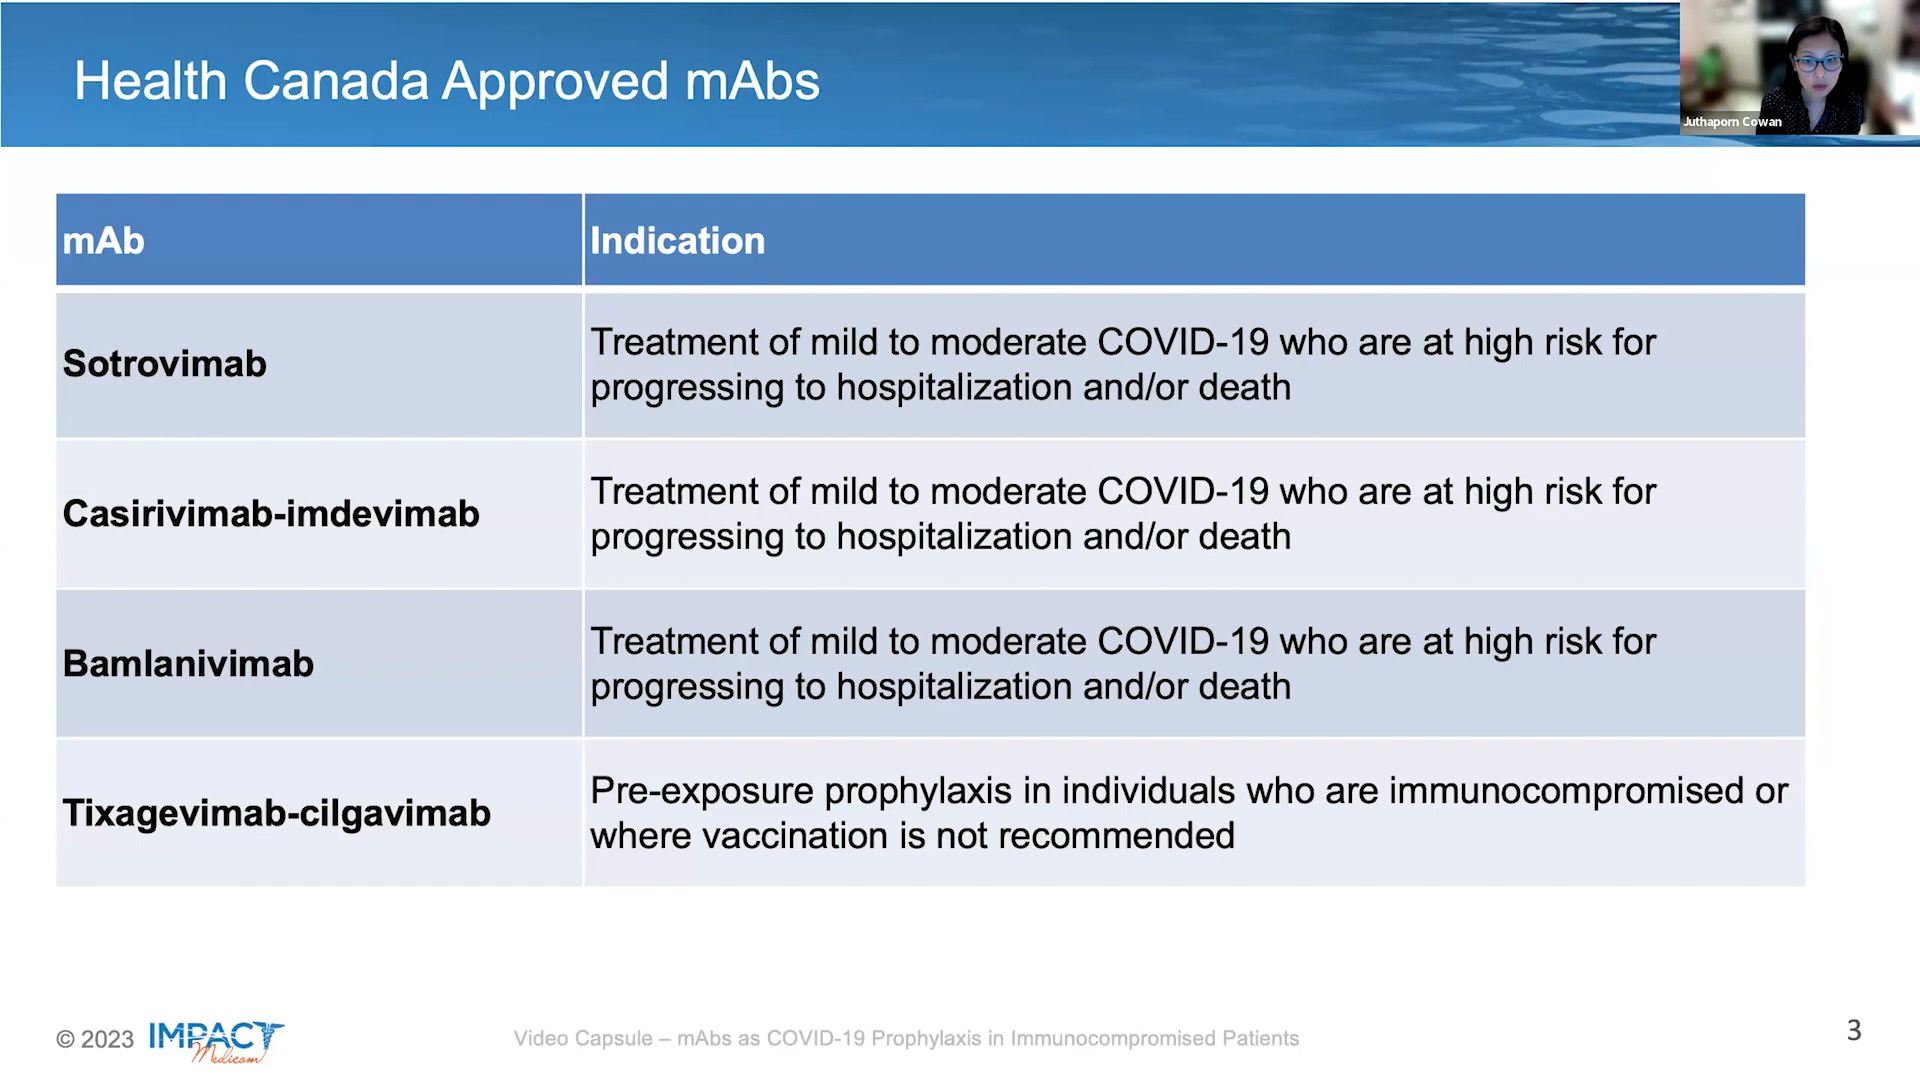 Health Canada Approved mAbs
Juthaporn Cowan
mAb
Indication
Sotrovimab
Treatment of mild to moderate COVID-19 who are at high risk for
progressing to hospitalization and/or death
Casirivimab-imdevimab
Treatment of mild to moderate COVID-19 who are at high risk for
progressing to hospitalization and/or death
Bamlanivimab
Treatment of mild to moderate COVID-19 who are at high risk for
progressing to hospitalization and/or death
Tixagevimab-cilgavimab
Pre-exposure prophylaxis in individuals who are immunocompromised or
where vaccination is not recommended
© 2023
IMPACT
Medicom
Video Capsule – mAbs as COVID-19 Prophylaxis in Immunocompromised Patients
3